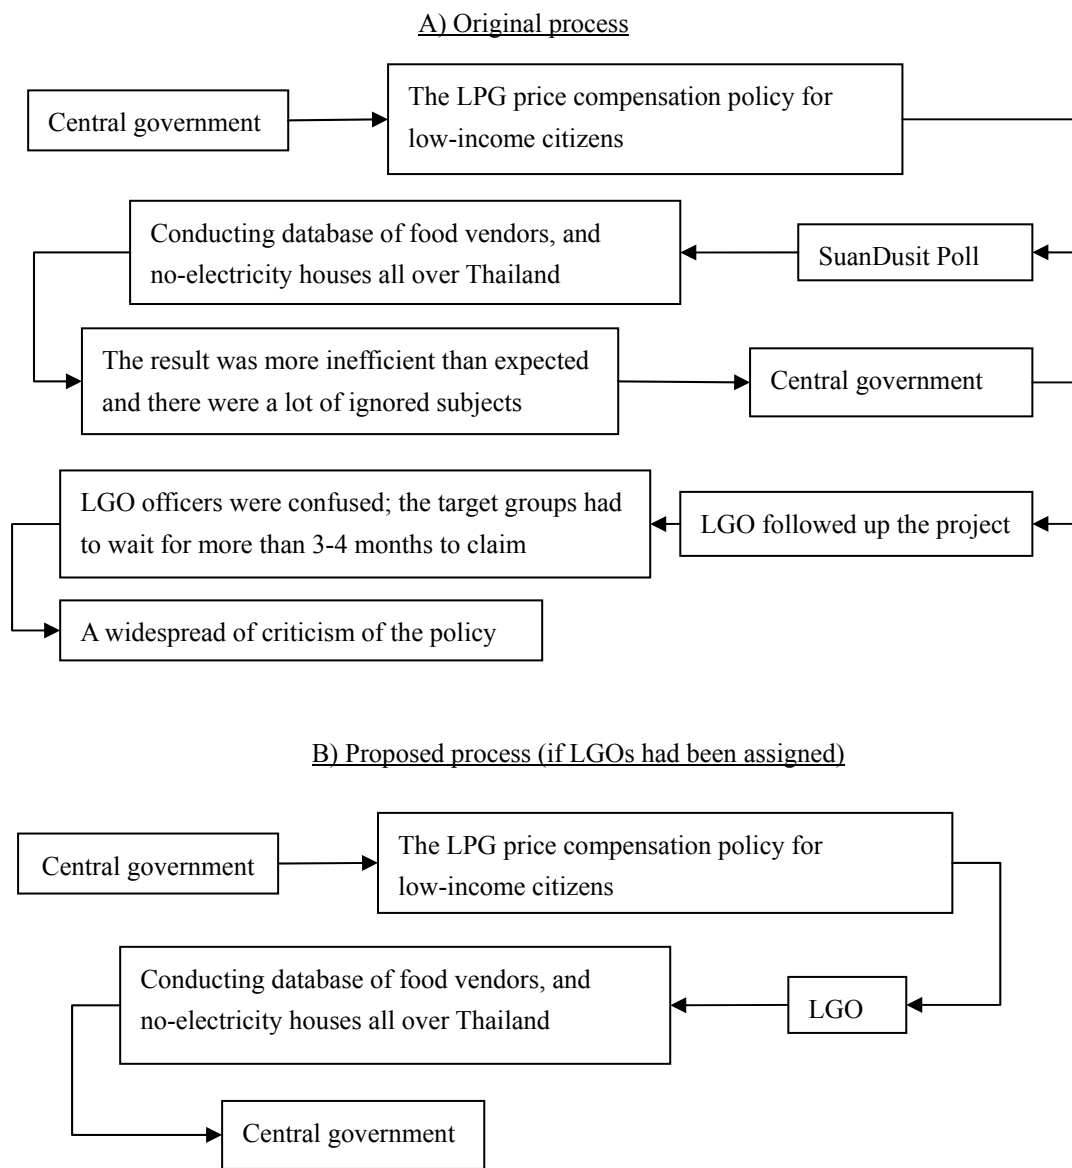 A) Original process
Central government
The LPG price compensation policy for
low-income citizens
SuanDusit Poll
Conducting database of food vendors, and
no-electricity houses all over Thailand
The result was more inefficient than expected
and there were a lot of ignored subjects
Central government
LGO followed up the project
LGO officers were confused; the target groups had
to wait for more than 3-4 months to claim
A widespread of criticism of the policy
B) Proposed process (if LGOs had been assigned)
Central government
The LPG price compensation policy for
low-income citizens
LGO
Conducting database of food vendors, and
no-electricity houses all over Thailand
Central government